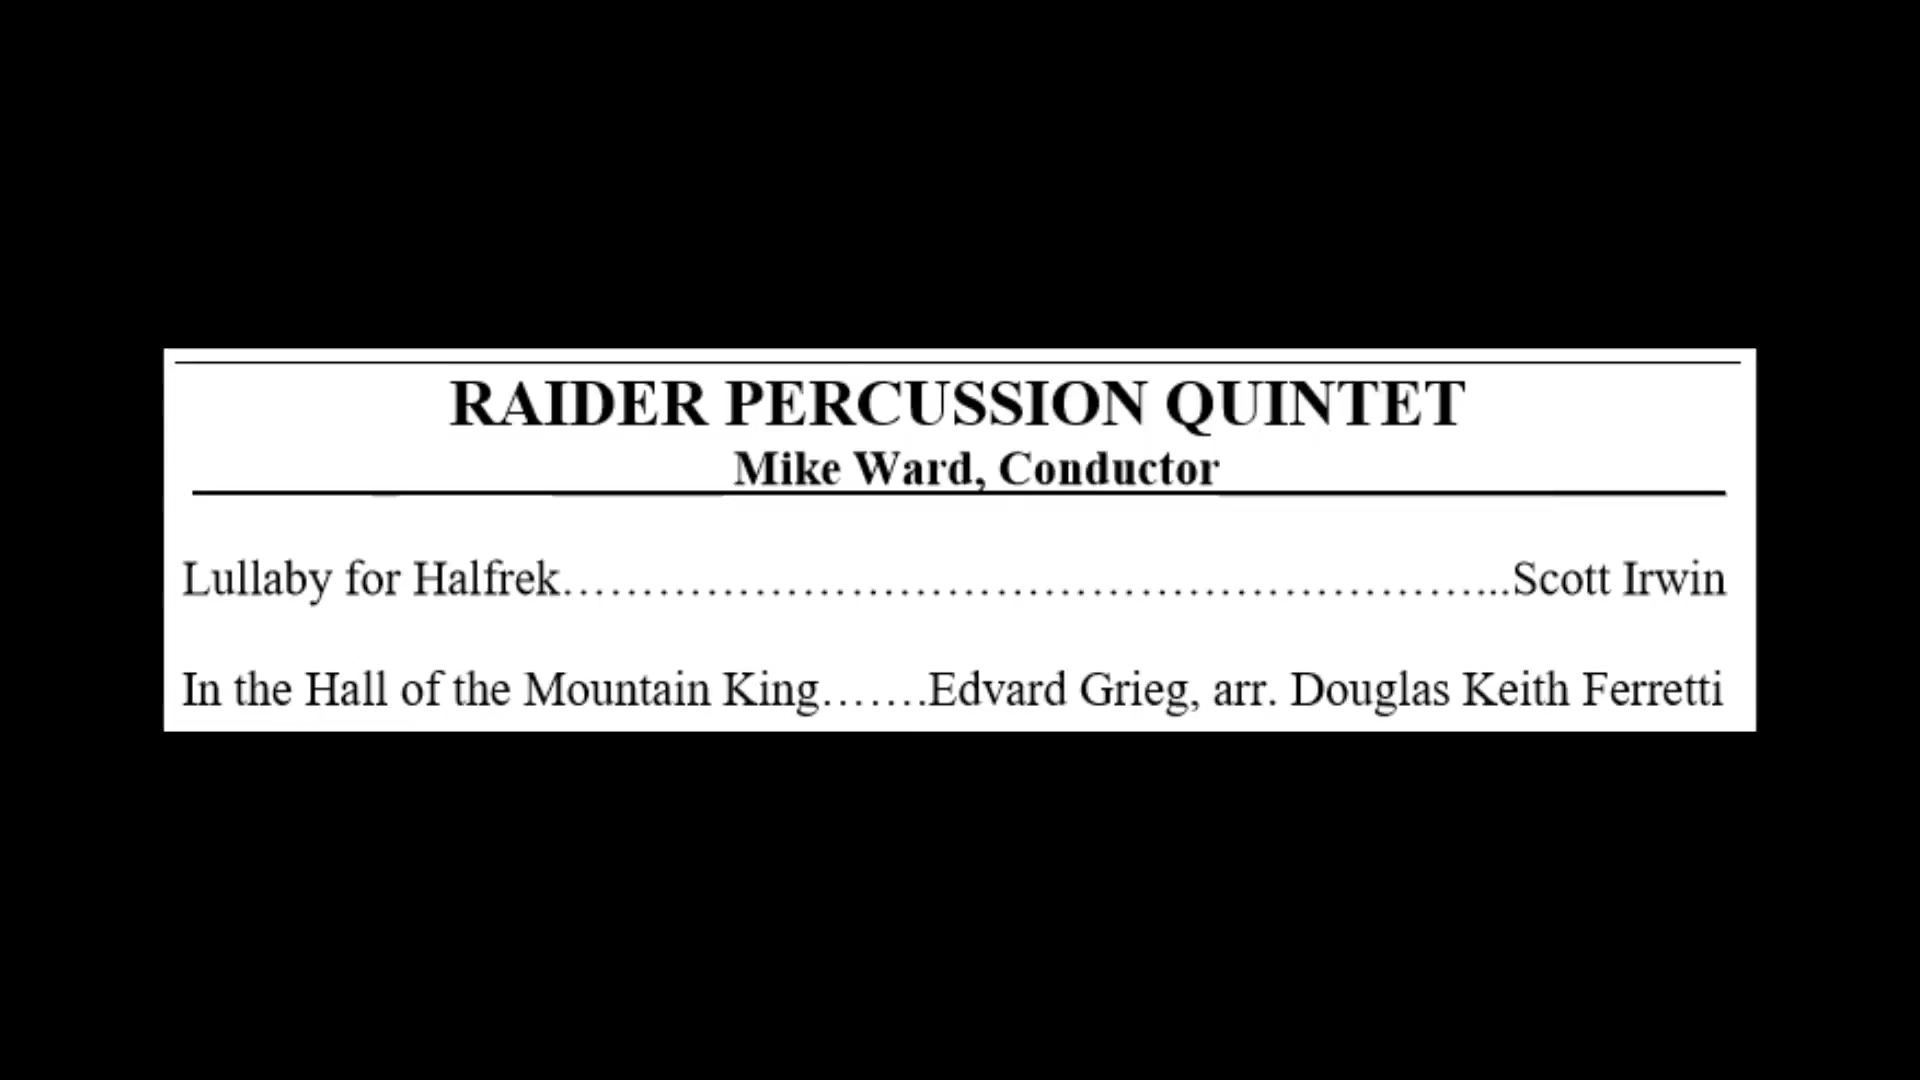 RAIDER PERCUSSION QUINTET
Mike Ward, Conductor
Lullaby for Halfrek…………………………………………………...Scott Irwin
In the Hall of the Mountain King…….Edvard Grieg, arr. Douglas Keith Ferretti